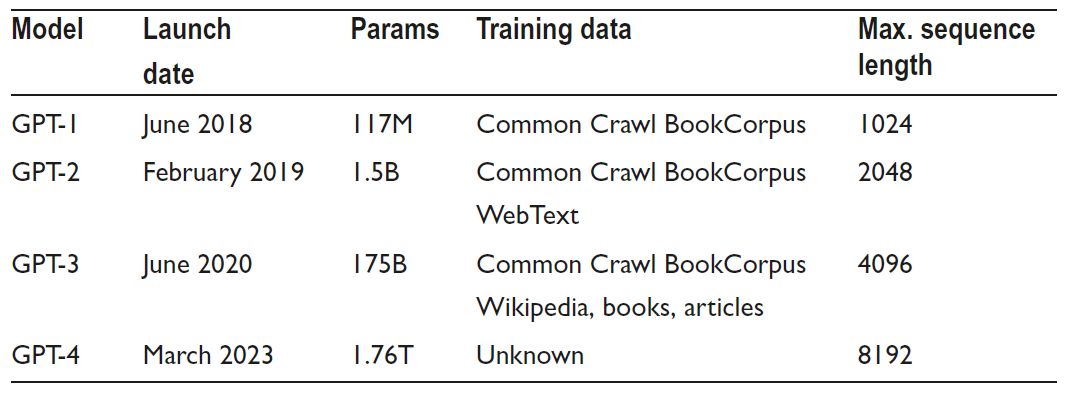 Model Launch date Params Training data Max. sequence length
GPT-1 June 2018 117M Common Crawl BookCorpus 1024
GPT-2 February 2019 1.5B Common Crawl BookCorpus 2048
WebText
GPT-3 June 2020 175B Common Crawl BookCorpus 4096
Wikipedia, books, articles
GPT-4 March 2023 1.76T Unknown 8192